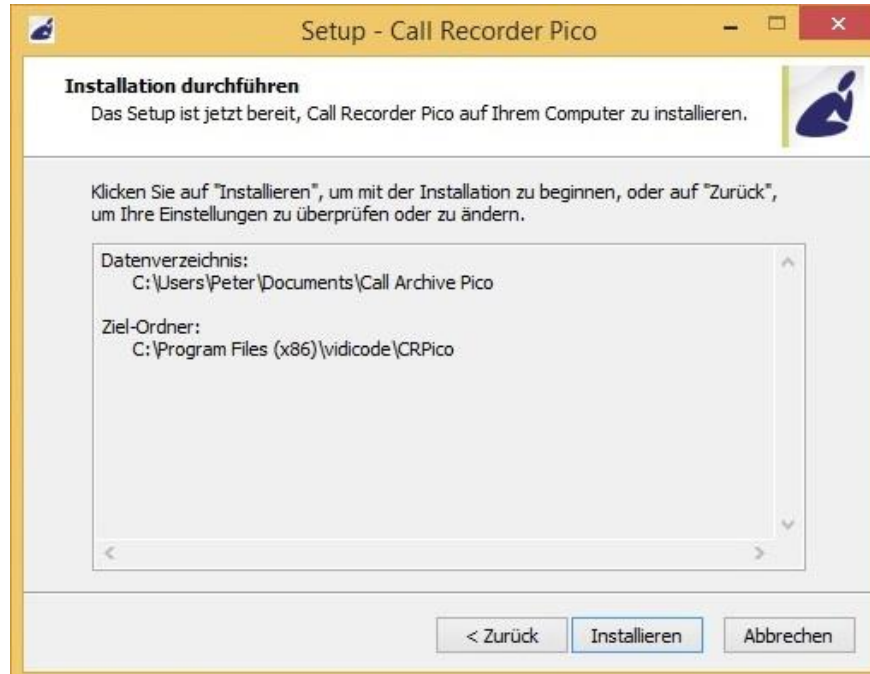 Setup - Call Recorder Pico
Installation durchführen
Das Setup ist jetzt bereit, Call Recorder Pico auf Ihrem Computer zu installieren.
Klicken Sie auf "Installieren", um mit der Installation zu beginnen, oder auf "Zurück",
um Ihre Einstellungen zu überprüfen oder zu ändern.
Datenverzeichnis:
C:\Users\Peter\Documents\Call Archive Pico
Ziel-Ordner:
C:\Program Files (x86)\vidicode\CRPico
< Zurück
Installieren
Abbrechen